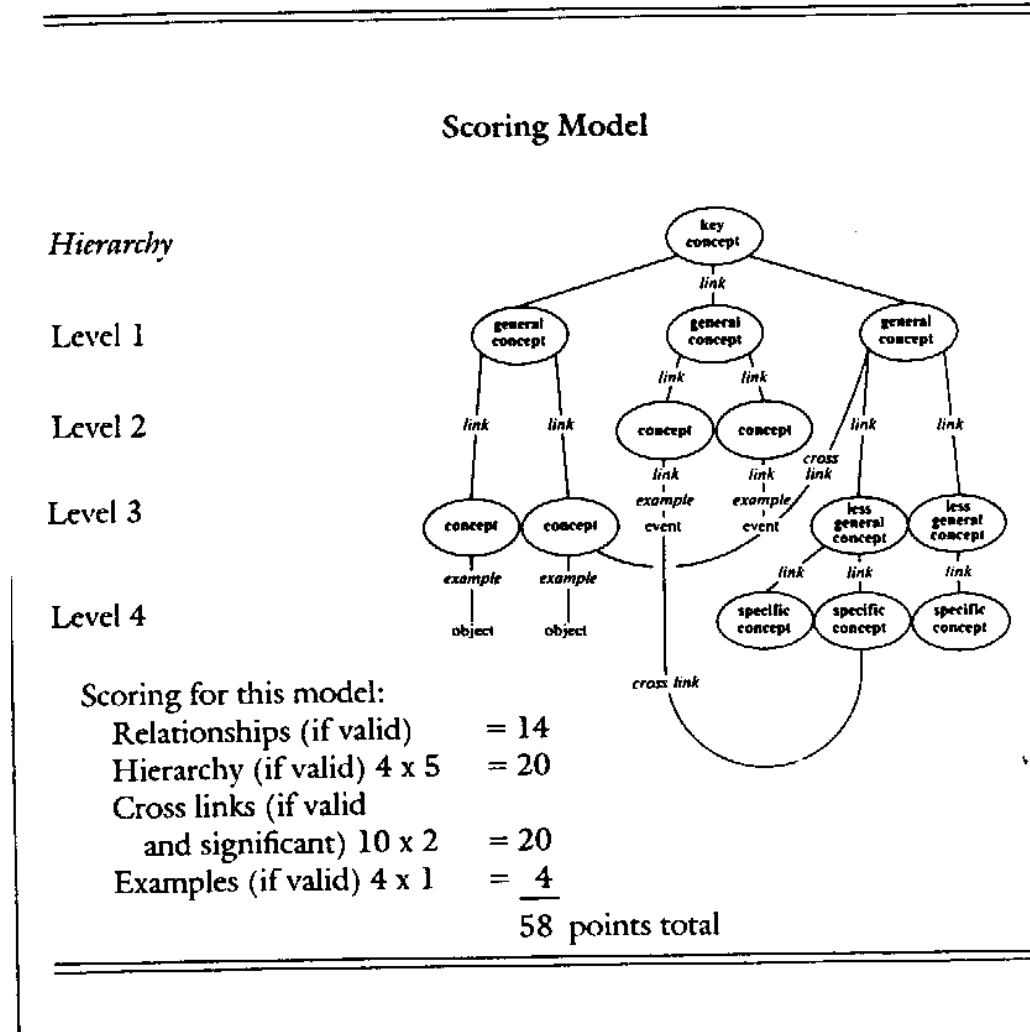 Scoring Model
Hierarchy
key
concept
link
Level 1
general
concept
general
concept
general
concept
link
link
Level 2
link
link
concept
concept
link
link
cross
link
link
link
example
example
Level 3
concept
concept
event
event
less
general
concept
less
general
concept
example
example
link
link
link
Level 4
object
object
specific
concept
specific
concept
specific
concept
cross link
Scoring for this model:
Relationships (if valid) = 14
Hierarchy (if valid) 4 x 5 = 20
Cross links (if valid
and significant) 10 x 2 = 20
Examples (if valid) 4 x 1 = 4
58 points total